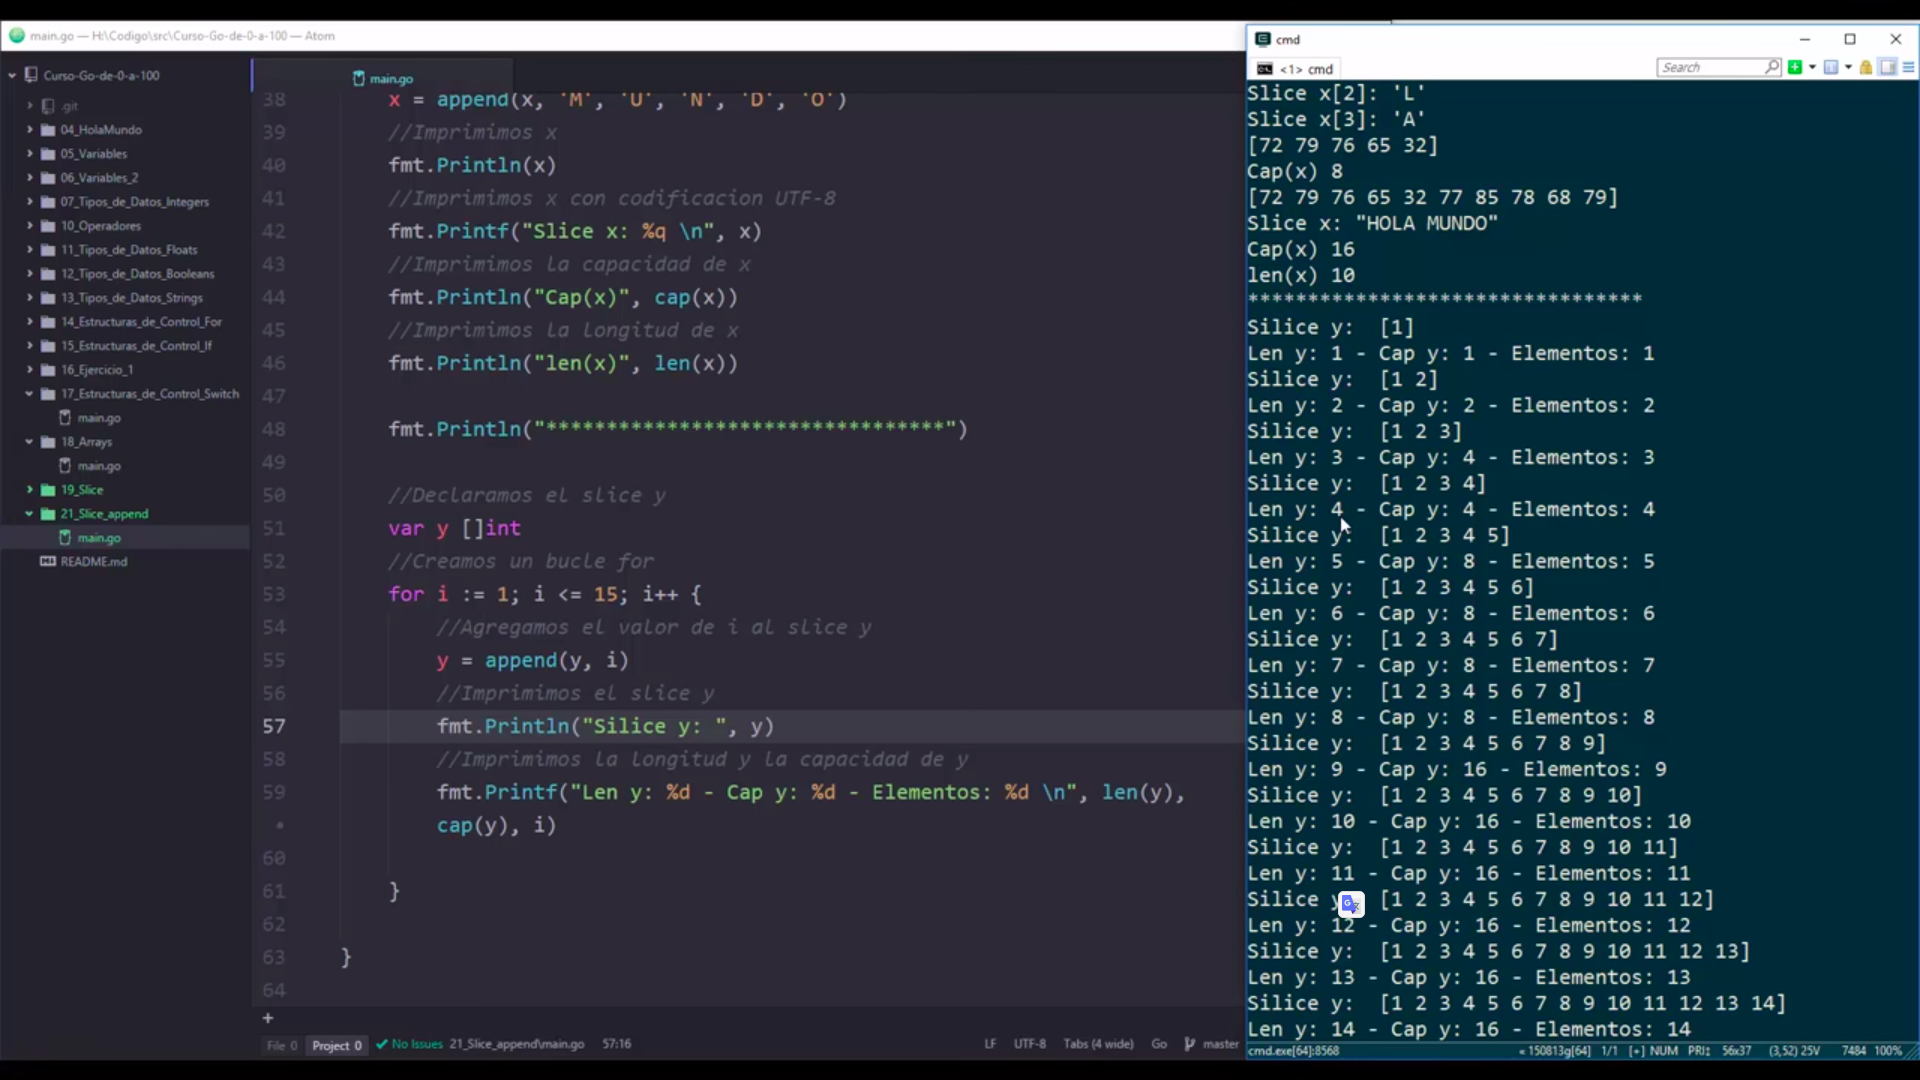 main.go — H:\Codigo\src\Curso-Go-de-0-a-100 — Atom
Curso-Go-de-0-a-100
.git
04_HolaMundo
05_Variables
06_Variables_2
07_Tipos_de_Datos_Integers
10_Operadores
11_Tipos_de_Datos_Floats
12_Tipos_de_Datos_Booleans
13_Tipos_de_Datos_Strings
14_Estructuras_de_Control_For
15_Estructuras_de_Control_If
16_Ejercicio_1
17_Estructuras_de_Control_Switch
main.go
18_Arrays
main.go
19_Slice
21_Slice_append
main.go
README.md
main.go
38 x = append(x, 'M', 'U', 'N', 'D', 'O')
39 //Imprimimos x
40 fmt.Println(x)
41 //Imprimimos x con codificacion UTF-8
42 fmt.Printf("Slice x: %q \n", x)
43 //Imprimimos la capacidad de x
44 fmt.Println("Cap(x)", cap(x))
45 //Imprimimos la longitud de x
46 fmt.Println("len(x)", len(x))
47
48 fmt.Println("*********************************")
49
50 //Declaramos el slice y
51 var y []int
52 //Creamos un bucle for
53 for i := 1; i <= 15; i++ {
54 //Agregamos el valor de i al slice y
55 y = append(y, i)
56 //Imprimimos el slice y
57 fmt.Println("Silice y: ", y)
58 //Imprimimos la longitud y la capacidad de y
59 fmt.Printf("Len y: %d - Cap y: %d - Elementos: %d \n", len(y),
• cap(y), i)
60
61 }
62
63 }
64
+
File 0 Project 0 No Issues 21_Slice_append\main.go 57:16 LF UTF-8 Tabs (4 wide) Go master
cmd
<1> cmd Search
Slice x[2]: 'L'
Slice x[3]: 'A'
[72 79 76 65 32]
Cap(x) 8
[72 79 76 65 32 77 85 78 68 79]
Slice x: "HOLA MUNDO"
Cap(x) 16
len(x) 10
*********************************
Silice y:  [1]
Len y: 1 - Cap y: 1 - Elementos: 1
Silice y:  [1 2]
Len y: 2 - Cap y: 2 - Elementos: 2
Silice y:  [1 2 3]
Len y: 3 - Cap y: 4 - Elementos: 3
Silice y:  [1 2 3 4]
Len y: 4 - Cap y: 4 - Elementos: 4
Silice y:  [1 2 3 4 5]
Len y: 5 - Cap y: 8 - Elementos: 5
Silice y:  [1 2 3 4 5 6]
Len y: 6 - Cap y: 8 - Elementos: 6
Silice y:  [1 2 3 4 5 6 7]
Len y: 7 - Cap y: 8 - Elementos: 7
Silice y:  [1 2 3 4 5 6 7 8]
Len y: 8 - Cap y: 8 - Elementos: 8
Silice y:  [1 2 3 4 5 6 7 8 9]
Len y: 9 - Cap y: 16 - Elementos: 9
Silice y:  [1 2 3 4 5 6 7 8 9 10]
Len y: 10 - Cap y: 16 - Elementos: 10
Silice y:  [1 2 3 4 5 6 7 8 9 10 11]
Len y: 11 - Cap y: 16 - Elementos: 11
Silice y [1 2 3 4 5 6 7 8 9 10 11 12]
Len y: 12 - Cap y: 16 - Elementos: 12
Silice y:  [1 2 3 4 5 6 7 8 9 10 11 12 13]
Len y: 13 - Cap y: 16 - Elementos: 13
Silice y:  [1 2 3 4 5 6 7 8 9 10 11 12 13 14]
Len y: 14 - Cap y: 16 - Elementos: 14
cmd.exe[64]:8568 « 150813g[64] 1/1 [+] NUM PRI↕ 56x37 (3,52) 25V 7484 100%